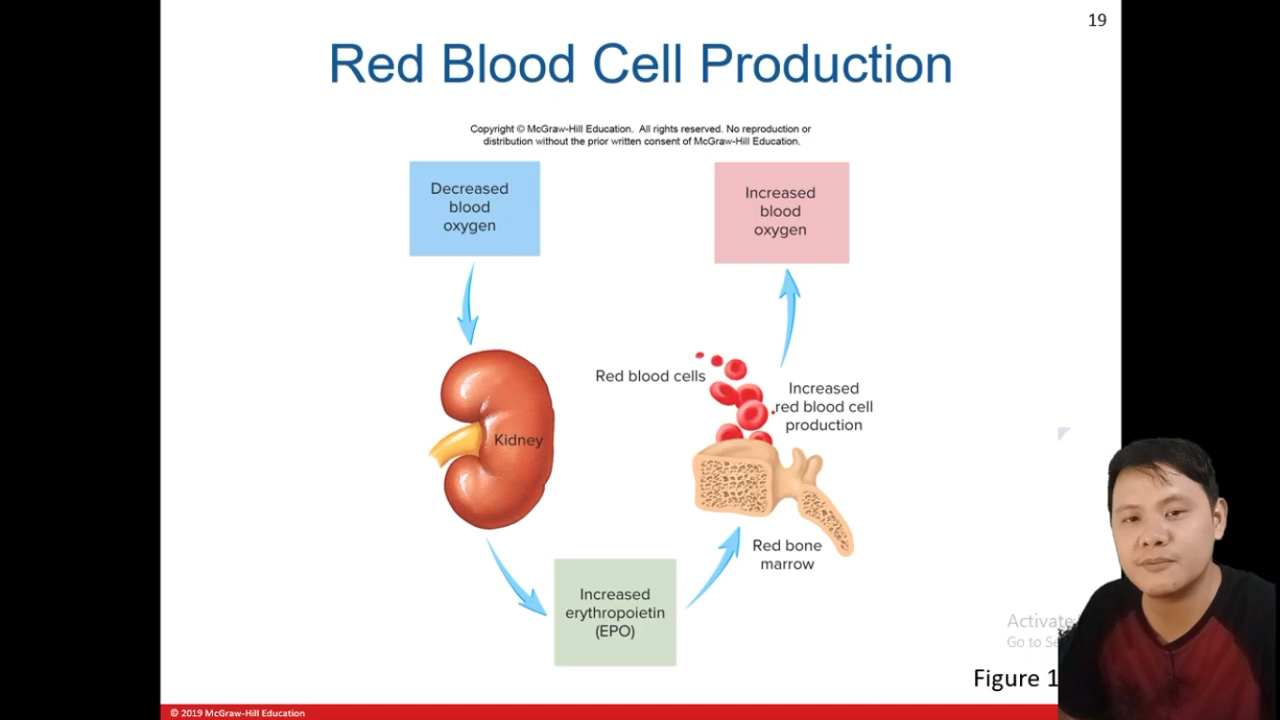 19
Red Blood Cell Production
Copyright © McGraw-Hill Education. All rights reserved. No reproduction or
distribution without the prior written consent of McGraw-Hill Education.
Decreased
blood
oxygen
Increased
blood
oxygen
Red blood cells
Increased
red blood cell
production
Kidney
Red bone
marrow
Increased
erythropoietin
(EPO)
Activate
Go to
Figure 1
© 2019 McGraw-Hill Education